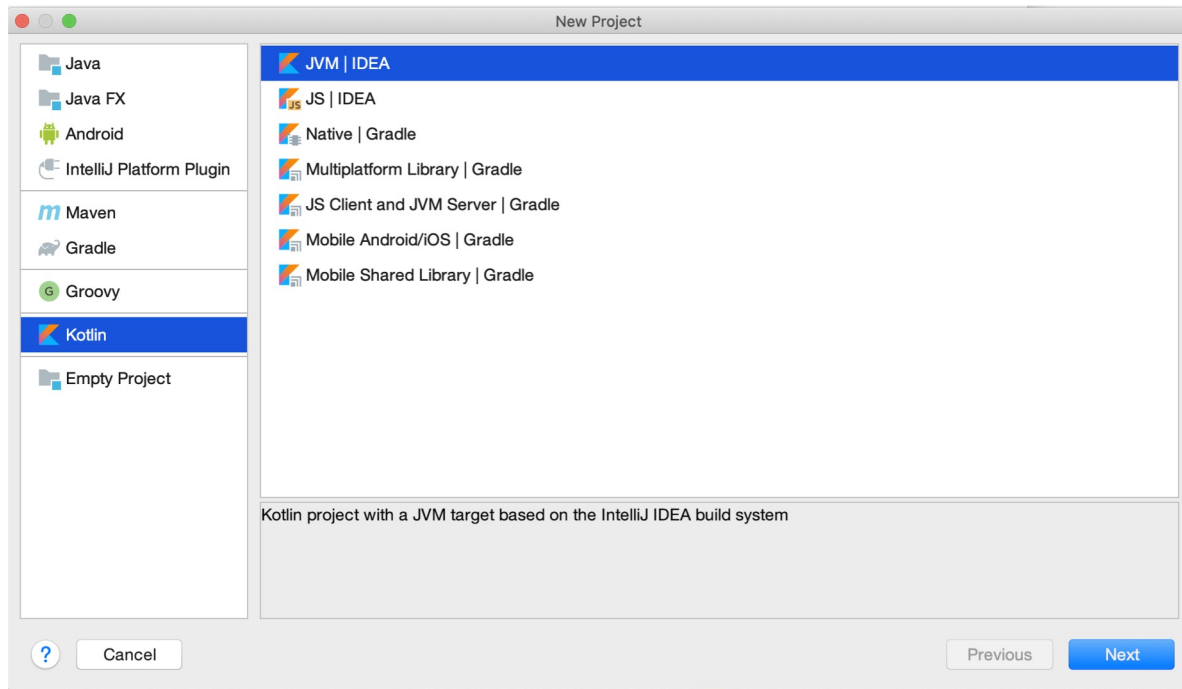 New Project
Java
Java FX
Android
IntelliJ Platform Plugin
m Maven
Gradle
G Groovy
Kotlin
Empty Project
JVM | IDEA
JS JS | IDEA
Native | Gradle
Multiplatform Library | Gradle
JS Client and JVM Server | Gradle
Mobile Android/iOS | Gradle
Mobile Shared Library | Gradle
Kotlin project with a JVM target based on the IntelliJ IDEA build system
? Cancel Previous Next